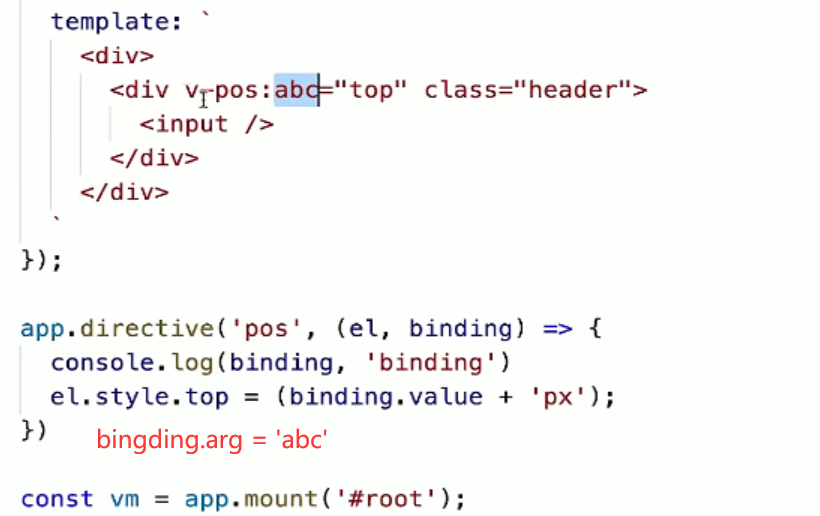 template: `
<div>
<div v-pos:abc="top" class="header">
<input />
</div>
</div>
`
});
app.directive('pos', (el, binding) => {
console.log(binding, 'binding')
el.style.top = (binding.value + 'px');
})
bingding.arg = 'abc'
const vm = app.mount('#root');